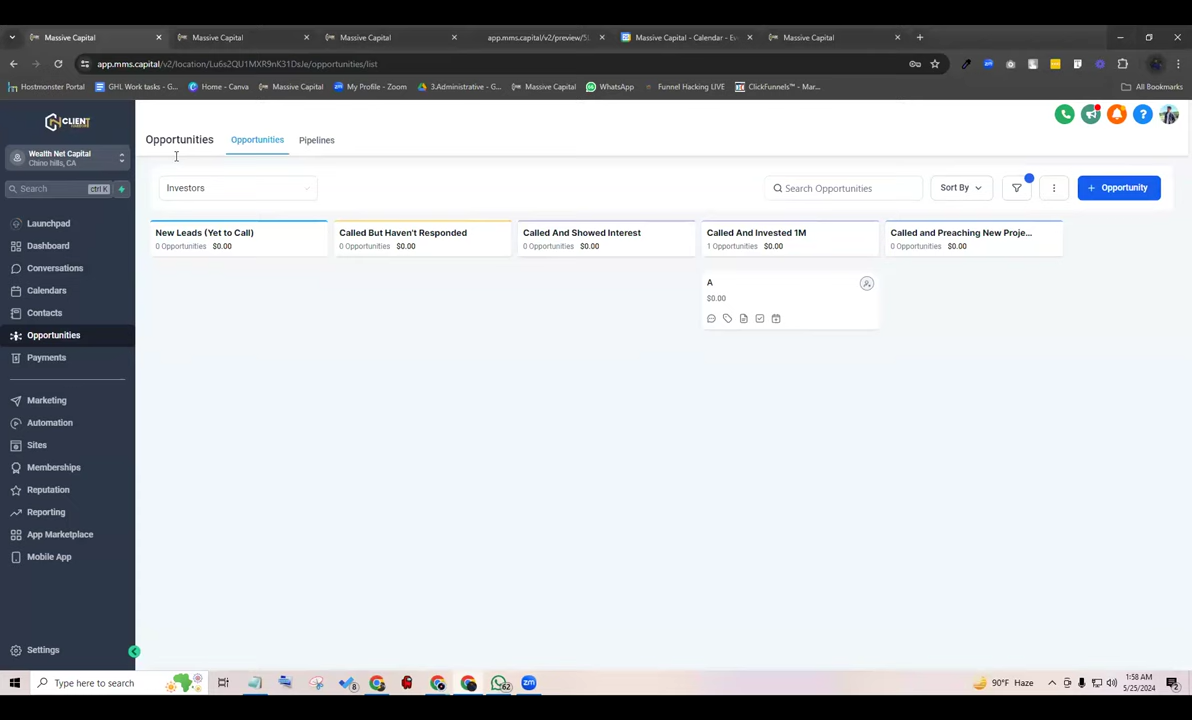 Massive Capital
Massive Capital
Massive Capital
app.mms.capital/v2/preview/5
Massive Capital - Calendar - Eve
Massive Capital
app.mms.capital/v2/location/Lu6s2QU1MXR9nK31DsJe/opportunities/list
Hostmonster Portal
GHL Work tasks - G...
Home - Canva
Massive Capital
My Profile - Zoom
3.Administrative - G...
Massive Capital
WhatsApp
Funnel Hacking LIVE
ClickFunnels™ - Mar...
All Bookmarks
CLIENT
Wealth Net Capital
Chino hills, CA
Search ctrl K
Launchpad
Dashboard
Conversations
Calendars
Contacts
Opportunities
Payments
Marketing
Automation
Sites
Memberships
Reputation
Reporting
App Marketplace
Mobile App
Settings
Opportunities Opportunities Pipelines
Investors
Search Opportunities
Sort By
+ Opportunity
New Leads (Yet to Call)
0 Opportunities $0.00
Called But Haven't Responded
0 Opportunities $0.00
Called And Showed Interest
0 Opportunities $0.00
Called And Invested 1M
1 Opportunities $0.00
Called and Preaching New Proje...
0 Opportunities $0.00
A
$0.00
Type here to search
8
62
zm
90°F Haze
1:58 AM
5/25/2024
2